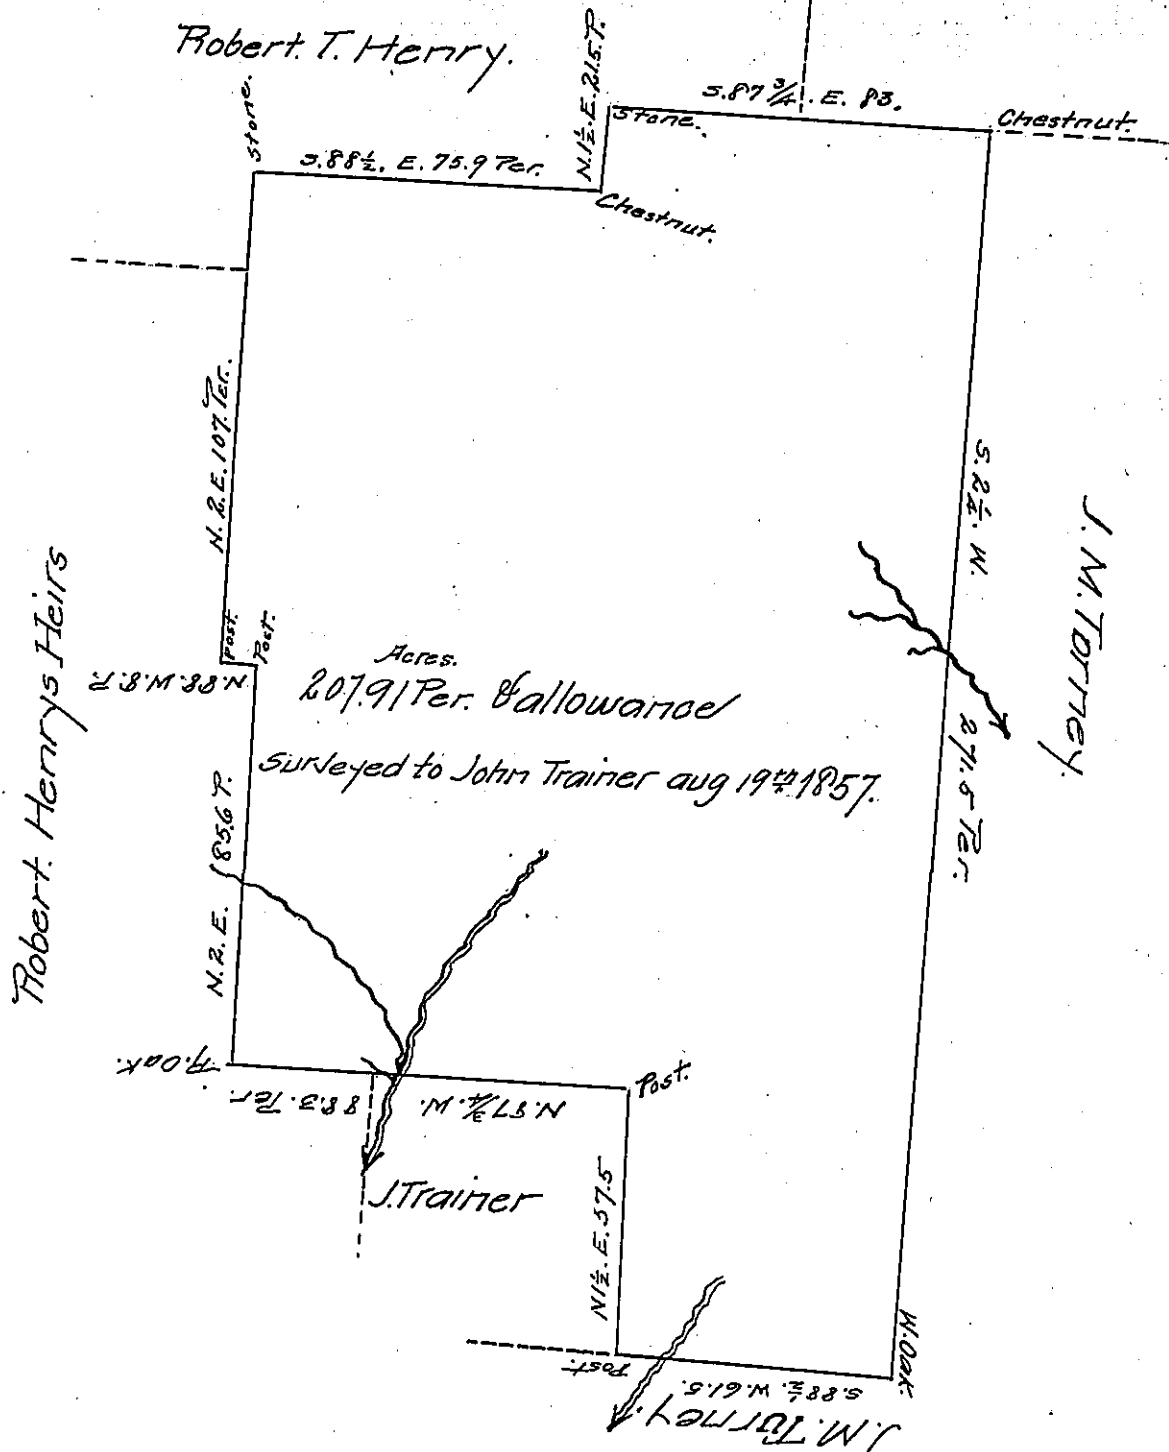 Robert. T. Henry.
Stone.
S.88½. E. 75.9 Per.
N.1½. E. 21.5. P.
Stone.
S.87¾. E. 83.
Chestnut.
Chestnut.
N. 2. E. 107. Per.
S. 2¼. W.
271.5 Per.
J. M. Torney.
Robert. Henrys Heirs
Post.
Post.
N. 88. W. 8. P.
Acres.
207.91 Per. & allowance
Surveyed to John Trainer aug 19th 1857.
N. 2. E. 85.6 P.
R. Oak.
N. 87¾. W. 88.3. Per.
Post.
J. Trainer
N1½. E. 57.5
Post.
S. 88½. W. 61.5.
W. Oak.
J. M. Turney.